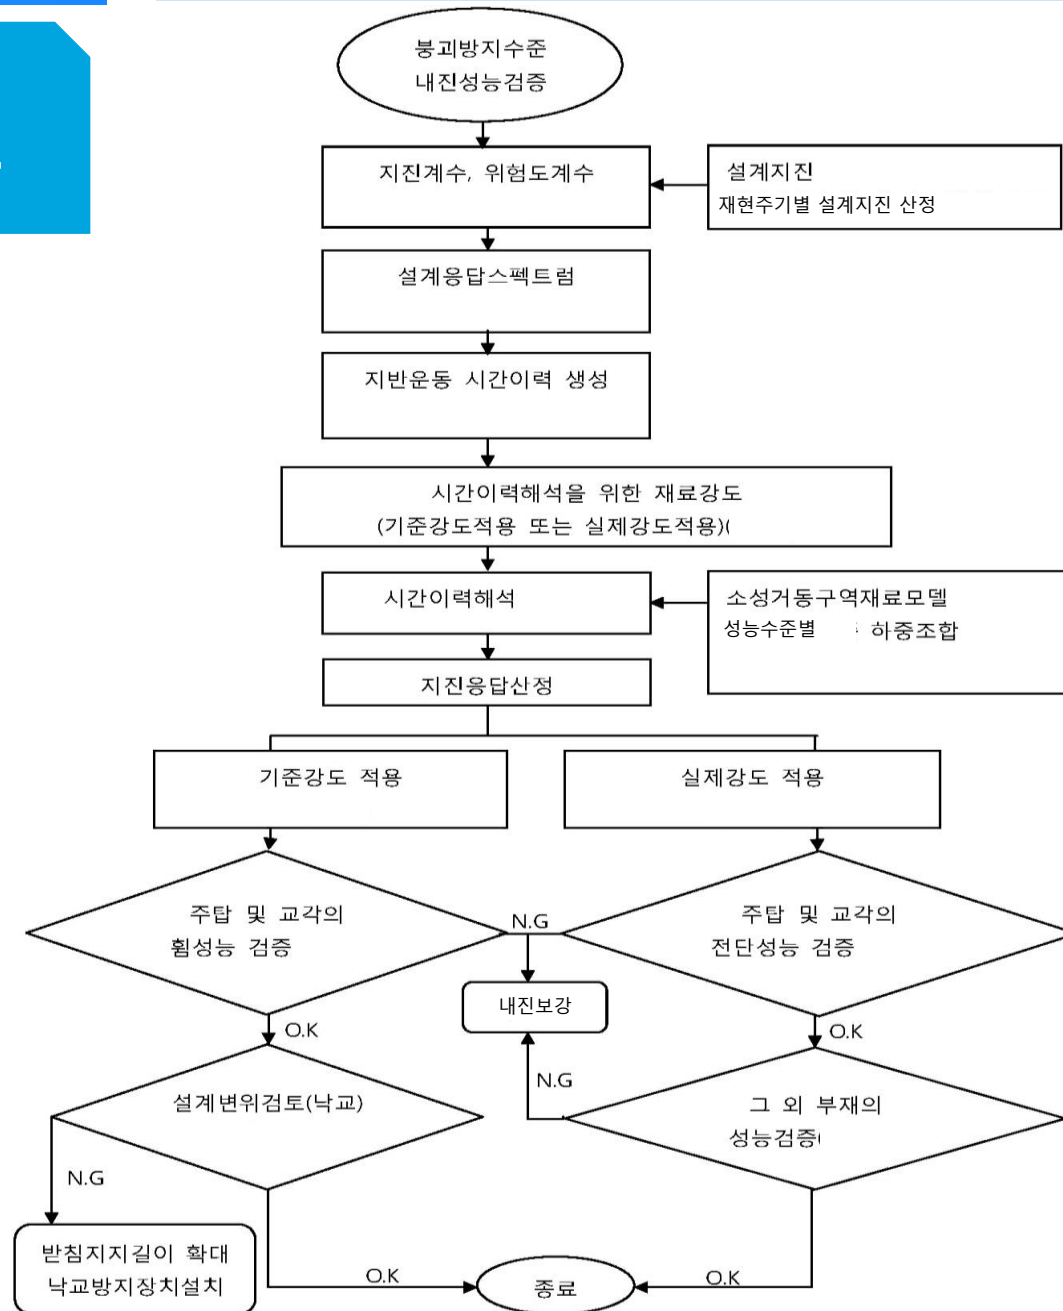 붕괴방지수준
내진성능검증
지진계수, 위험도계수
설계지진
재현주기별 설계지진 산정
설계응답스펙트럼
지반운동 시간이력 생성
시간이력해석을 위한 재료강도
(기준강도적용 또는 실제강도적용)(
시간이력해석
소성거동구역재료모델
성능수준별 하중조합
지진응답산정
기준강도 적용
실제강도 적용
주탑 및 교각의
휨성능 검증
N.G
주탑 및 교각의
전단성능 검증
내진보강
O.K
O.K
설계변위검토(낙교)
N.G
그 외 부재의
성능검증(
N.G
받침지지길이 확대
낙교방지장치설치
O.K
종료
O.K